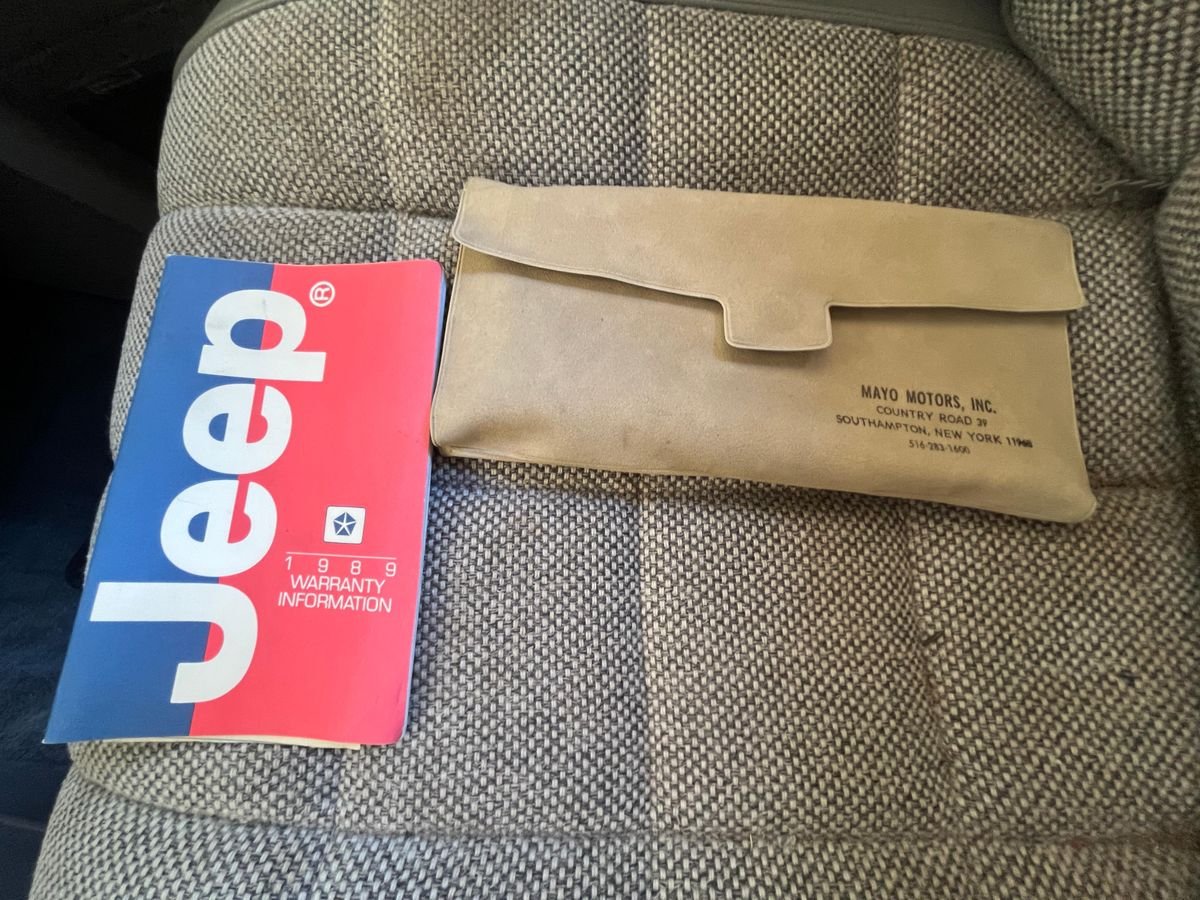 Jeep®
1989
WARRANTY
INFORMATION
MAYO MOTORS, INC.
COUNTRY ROAD 39
SOUTHAMPTON, NEW YORK 11968
516-283-1600